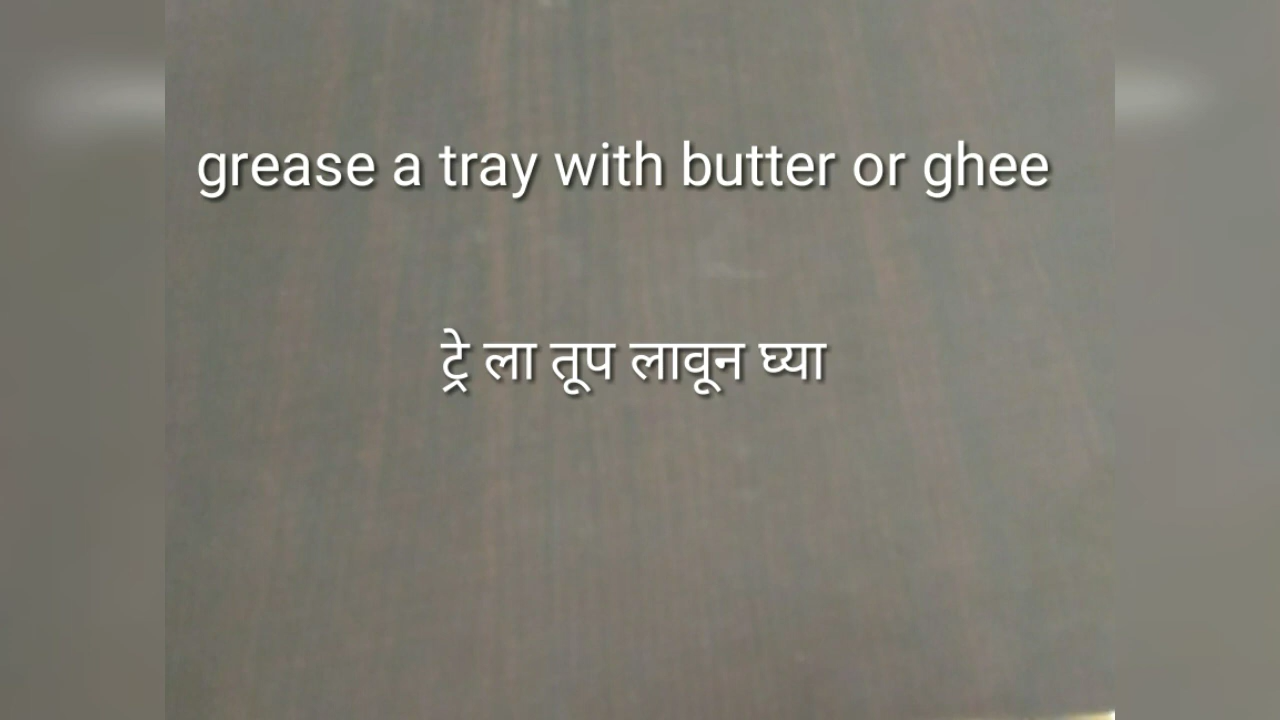 grease a tray with butter or ghee
ट्रे ला तूप लावून घ्या